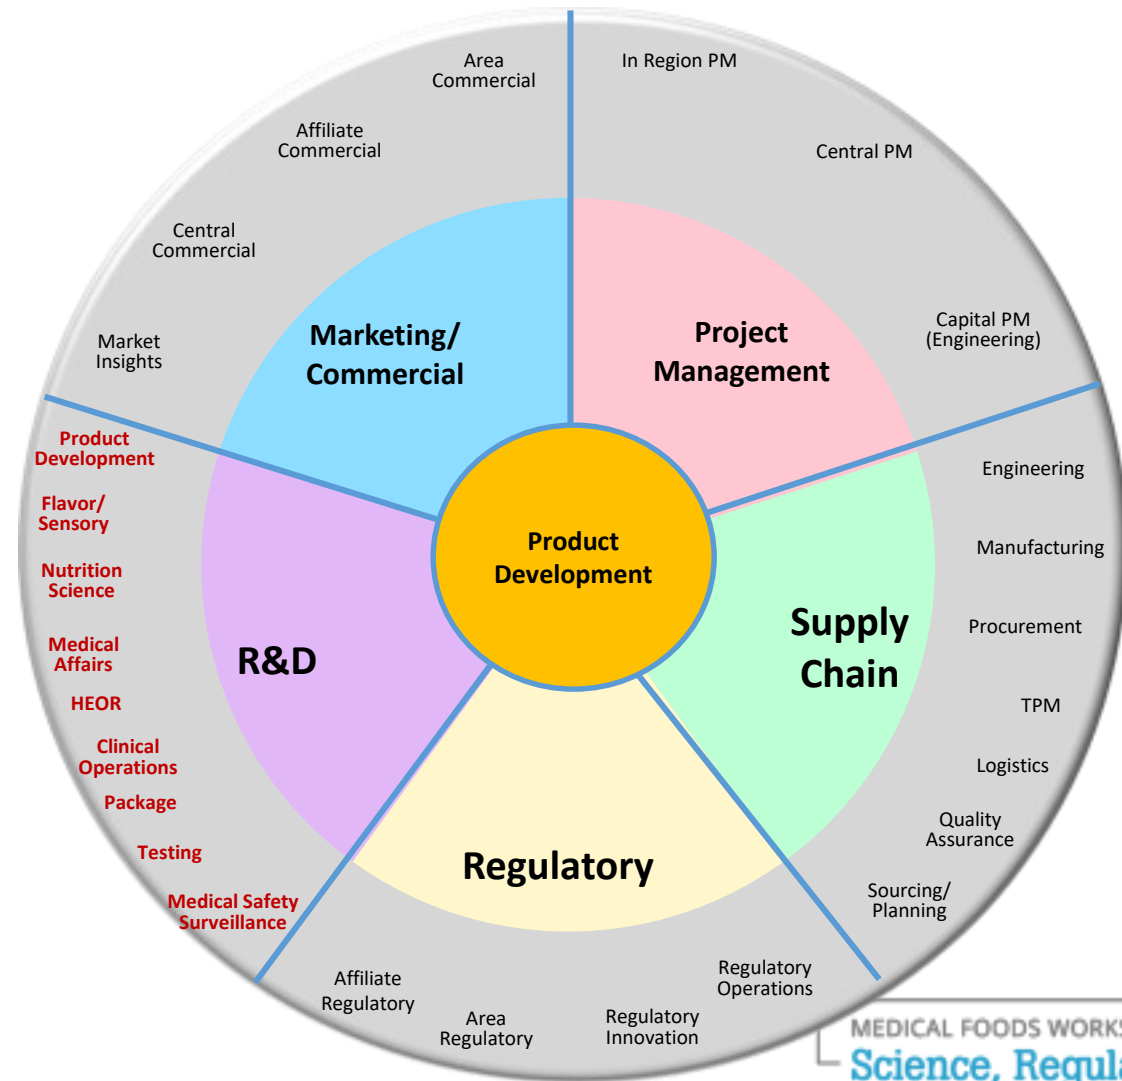 Area
Commercial
In Region PM
Affiliate
Commercial
Central PM
Central
Commercial
Market
Insights
Marketing/
Commercial
Project
Management
Capital PM
(Engineering)
Product
Development
Flavor/
Sensory
Nutrition
Science
Medical
Affairs
HEOR
Clinical
Operations
Package
Testing
Medical Safety
Surveillance
R&D
Product
Development
Supply
Chain
Engineering
Manufacturing
Procurement
TPM
Logistics
Quality
Assurance
Sourcing/
Planning
Regulatory
Affiliate
Regulatory
Area
Regulatory
Regulatory
Innovation
Regulatory
Operations
MEDICAL FOODS
Science,